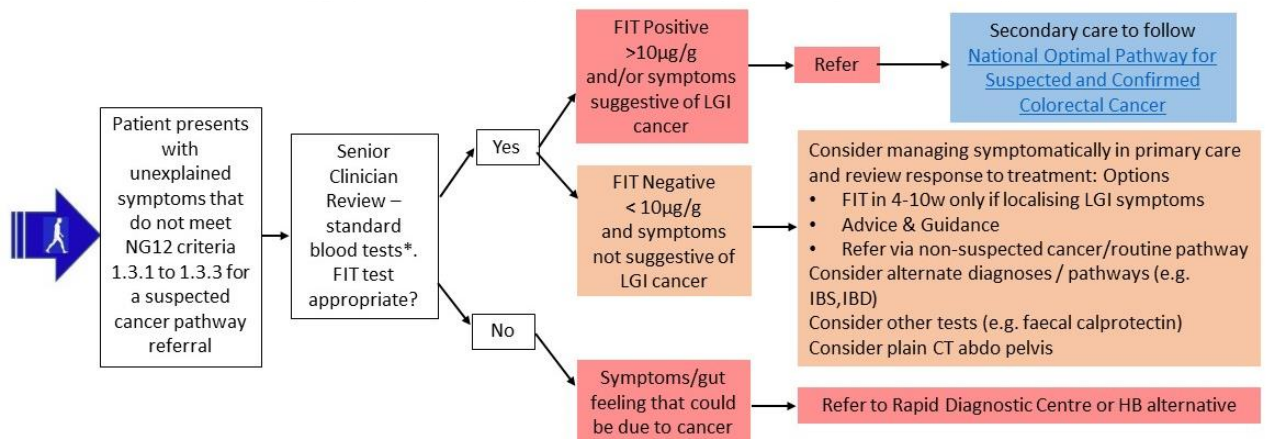 Patient presents
with
unexplained
symptoms that
do not meet
NG12 criteria
1.3.1 to 1.3.3 for
a suspected
cancer pathway
referral
Senior
Clinician
Review –
standard
blood tests*.
FIT test
appropriate?
Yes
No
FIT Positive
>10µg/g
and/or symptoms
suggestive of LGI
cancer
Refer
Secondary care to follow
National Optimal Pathway for
Suspected and Confirmed
Colorectal Cancer
FIT Negative
< 10µg/g
and symptoms
not suggestive of
LGI cancer
Consider managing symptomatically in primary care
and review response to treatment: Options
• FIT in 4-10w only if localising LGI symptoms
• Advice & Guidance
• Refer via non-suspected cancer/routine pathway
Consider alternate diagnoses / pathways (e.g.
IBS,IBD)
Consider other tests (e.g. faecal calprotectin)
Consider plain CT abdo pelvis
Symptoms/gut
feeling that could
be due to cancer
Refer to Rapid Diagnostic Centre or HB alternative